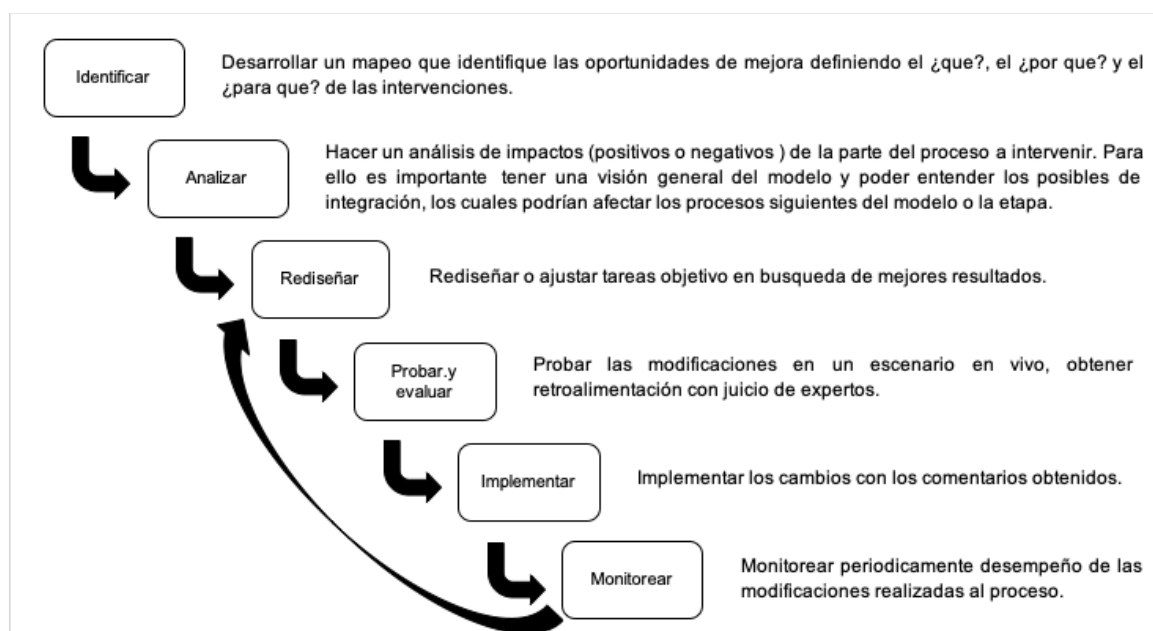 Identificar
Desarrollar un mapeo que identifique las oportunidades de mejora definiendo el ¿que?, el ¿por que? y el
¿para que? de las intervenciones.
Analizar
Hacer un análisis de impactos (positivos o negativos ) de la parte del proceso a intervenir. Para
ello es importante tener una visión general del modelo y poder entender los posibles de
integración, los cuales podrían afectar los procesos siguientes del modelo o la etapa.
Rediseñar
Rediseñar o ajustar tareas objetivo en busqueda de mejores resultados.
Probar.y
evaluar
Probar las modificaciones en un escenario en vivo, obtener
retroalimentación con juicio de expertos.
Implementar
Implementar los cambios con los comentarios obtenidos.
Monitorear
Monitorear periodicamente desempeño de las
modificaciones realizadas al proceso.